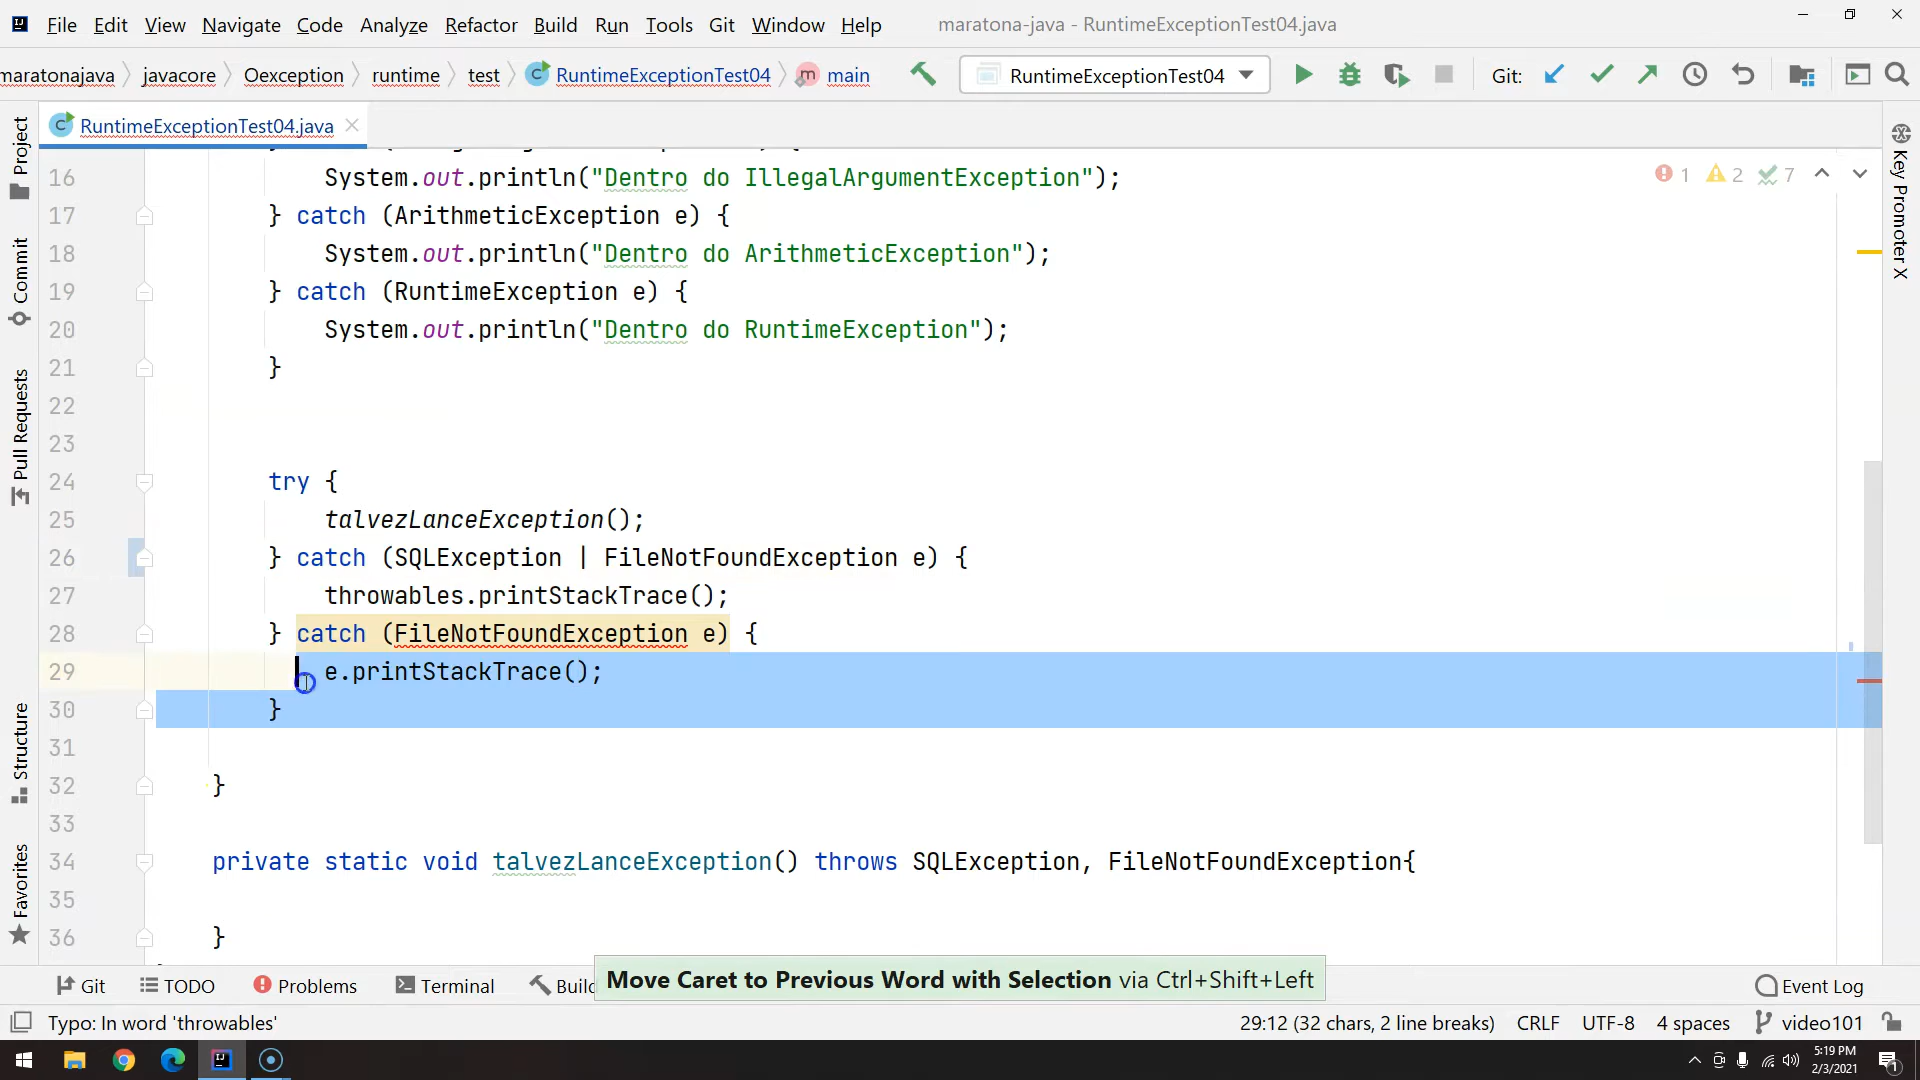 File Edit View Navigate Code Analyze Refactor Build Run Tools Git Window Help maratona-java - RuntimeExceptionTest04.java
maratonajava javacore Oexception runtime test RuntimeExceptionTest04 main RuntimeExceptionTest04 Git:
RuntimeExceptionTest04.java
Project
Commit
Pull Requests
Structure
Favorites
Key Promoter X
1 2 7
16 System.out.println("Dentro do IllegalArgumentException");
17 } catch (ArithmeticException e) {
18 System.out.println("Dentro do ArithmeticException");
19 } catch (RuntimeException e) {
20 System.out.println("Dentro do RuntimeException");
21 }
22
23
24 try {
25 talvezLanceException();
26 } catch (SQLException | FileNotFoundException e) {
27 throwables.printStackTrace();
28 } catch (FileNotFoundException e) {
29 e.printStackTrace();
30 }
31
32 }
33
34 private static void talvezLanceException() throws SQLException, FileNotFoundException{
35
36 }
Git TODO Problems Terminal Build Move Caret to Previous Word with Selection via Ctrl+Shift+Left Event Log
Typo: In word 'throwables' 29:12 (32 chars, 2 line breaks) CRLF UTF-8 4 spaces video101
5:19 PM
2/3/2021
1